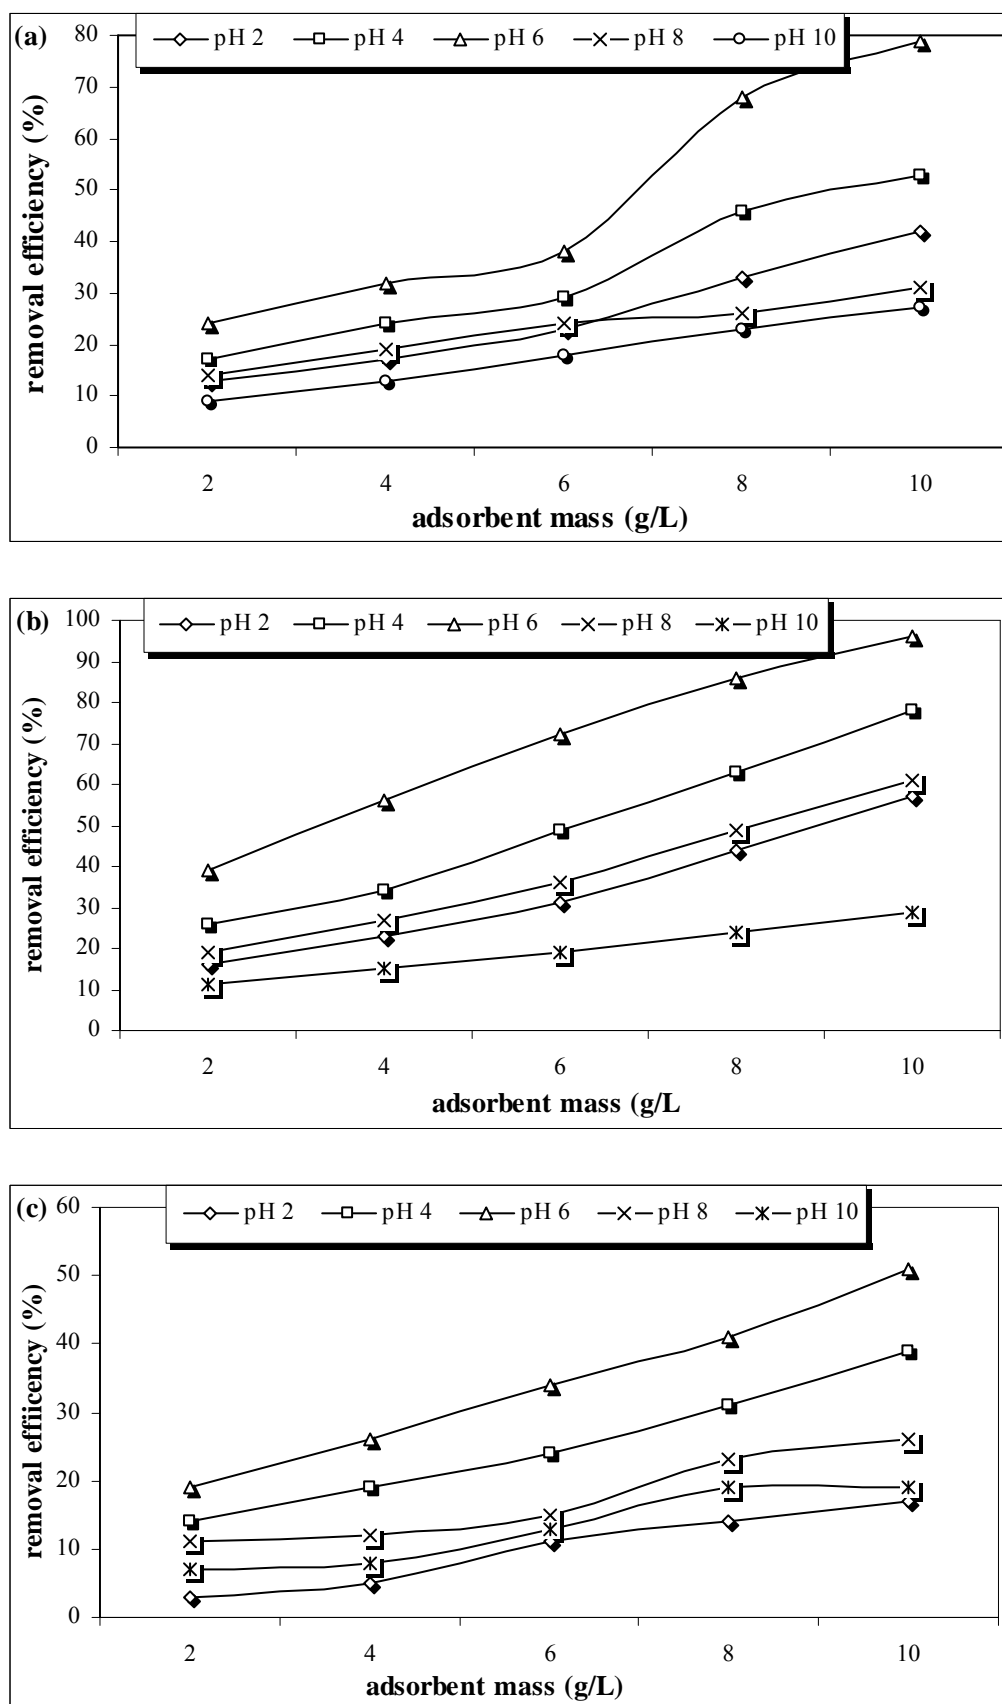 (a)
pH 2 pH 4 pH 6 pH 8 pH 10
80
70
60
50
40
30
20
10
0
removal efficiency (%)
2 4 6 8 10
adsorbent mass (g/L)
(b)
pH 2 pH 4 pH 6 pH 8 pH 10
100
90
80
70
60
50
40
30
20
10
0
removal efficiency (%)
2 4 6 8 10
adsorbent mass (g/L
(c)
pH 2 pH 4 pH 6 pH 8 pH 10
60
50
40
30
20
10
0
removal effiicency (%)
2 4 6 8 10
adsorbent mass (g/L)